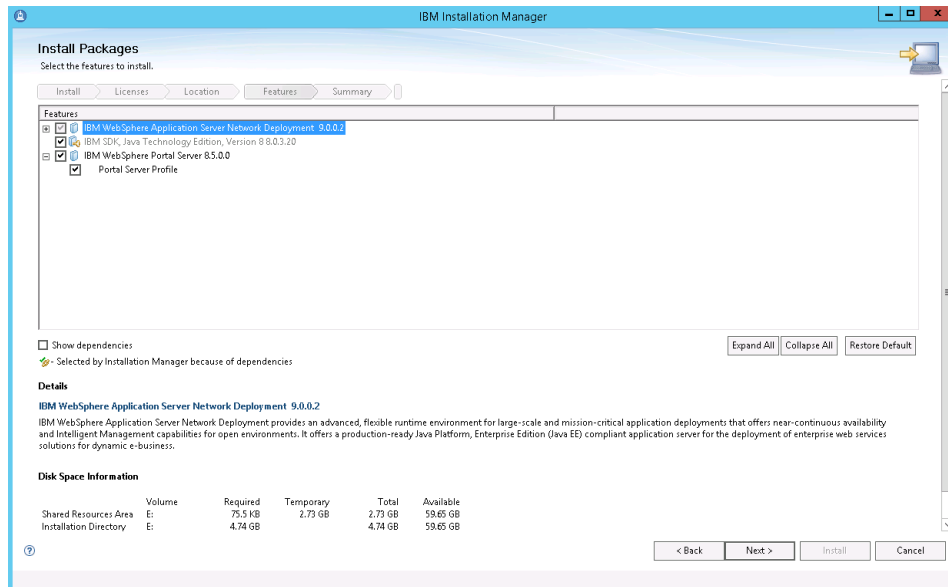 IBM Installation Manager
Install Packages
Select the features to install.
Install Licenses Location Features Summary
Features
IBM WebSphere Application Server Network Deployment 9.0.0.2
IBM SDK, Java Technology Edition, Version 8 8.0.3.20
IBM WebSphere Portal Server 8.5.0.0
Portal Server Profile
Show dependencies
Expand All Collapse All Restore Default
- Selected by Installation Manager because of dependencies
Details
IBM WebSphere Application Server Network Deployment 9.0.0.2
IBM WebSphere Application Server Network Deployment provides an advanced, flexible runtime environment for large-scale and mission-critical application deployments that offers near-continuous availability
and Intelligent Management capabilities for open environments. It offers a production-ready Java Platform, Enterprise Edition (Java EE) compliant application server for the deployment of enterprise web services
solutions for dynamic e-business.
Disk Space Information
Volume Required Temporary Total Available
Shared Resources Area E: 75.5 KB 2.73 GB 2.73 GB 59.65 GB
Installation Directory E: 4.74 GB 4.74 GB 59.65 GB
? < Back Next > Install Cancel